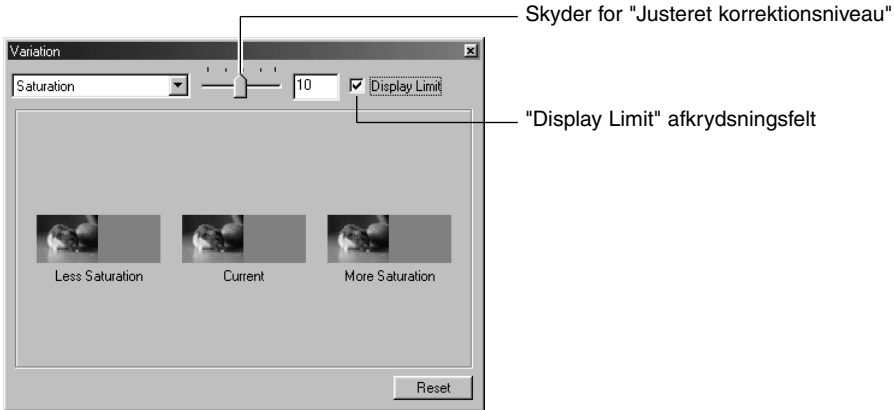 Skyder for "Justeret korrektionsniveau"
Variation
Saturation
10
Display Limit
"Display Limit" afkrydsningsfelt
Less Saturation
Current
More Saturation
Reset